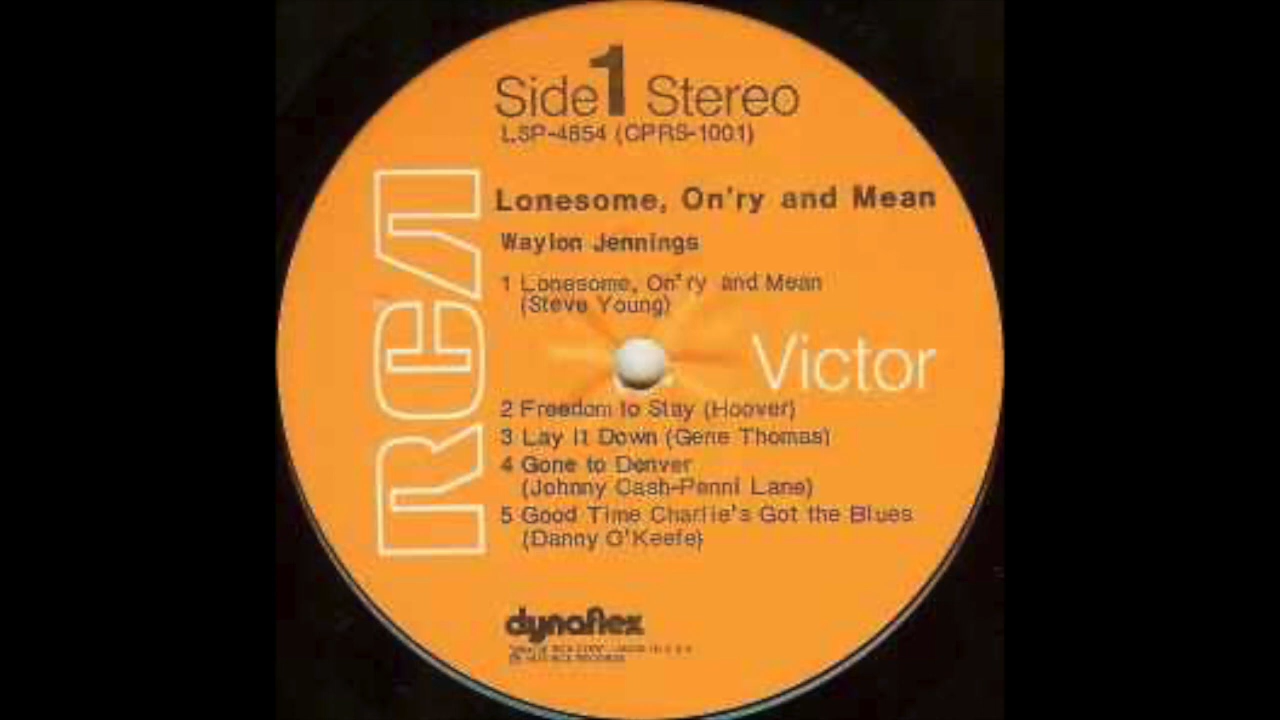 Side 1 Stereo
LSP-4854 (CPRS-1001)
Lonesome, On'ry and Mean
Waylon Jennings
1 Lonesome, On'ry and Mean
(Steve Young)
RCA
Victor
2 Freedom to Stay (Hoover)
3 Lay It Down (Gene Thomas)
4 Gone to Denver
(Johnny Cash-Penni Lane)
5 Good Time Charlie's Got the Blues
(Danny O'Keefe)
dynaflex